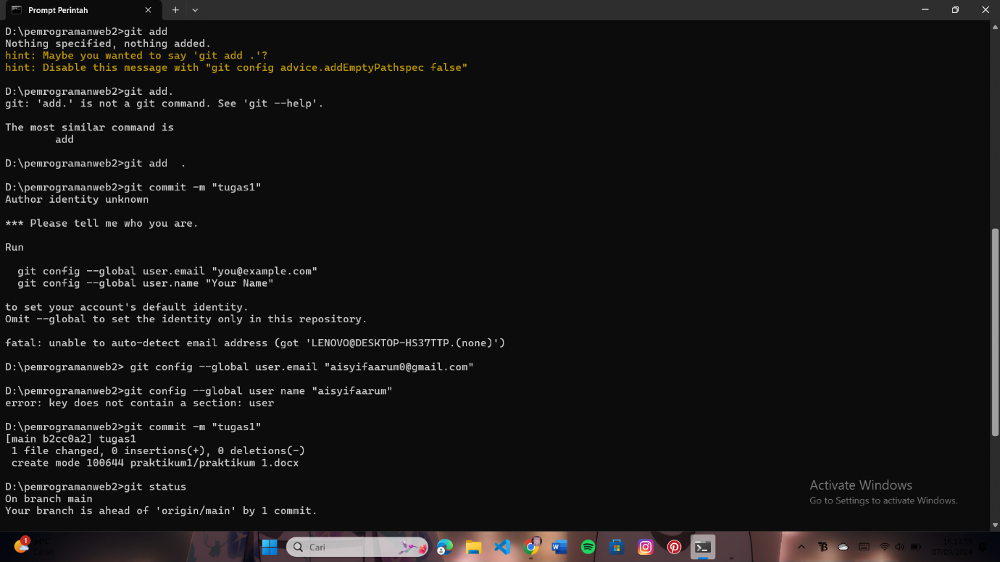 Prompt Perintah
D:\pemrogramanweb2>git add
Nothing specified, nothing added.
hint: Maybe you wanted to say 'git add .'?
hint: Disable this message with "git config advice.addEmptyPathspec false"
D:\pemrogramanweb2>git add.
git: 'add.' is not a git command. See 'git --help'.
The most similar command is
add
D:\pemrogramanweb2>git add  .
D:\pemrogramanweb2>git commit -m "tugas1"
Author identity unknown
*** Please tell me who you are.
Run
git config --global user.email "you@example.com"
git config --global user.name "Your Name"
to set your account's default identity.
Omit --global to set the identity only in this repository.
fatal: unable to auto-detect email address (got 'LENOVO@DESKTOP-HS37TTP.(none)')
D:\pemrogramanweb2> git config --global user.email "aisyifaarum0@gmail.com"
D:\pemrogramanweb2>git config --global user name "aisyifaarum"
error: key does not contain a section: user
D:\pemrogramanweb2>git commit -m "tugas1"
[main b2cc0a2] tugas1
1 file changed, 0 insertions(+), 0 deletions(-)
create mode 100644 praktikum1/praktikum 1.docx
D:\pemrogramanweb2>git status
On branch main
Your branch is ahead of 'origin/main' by 1 commit.
Activate Windows
Go to Settings to activate Windows.
1
Cari
07/09/2024